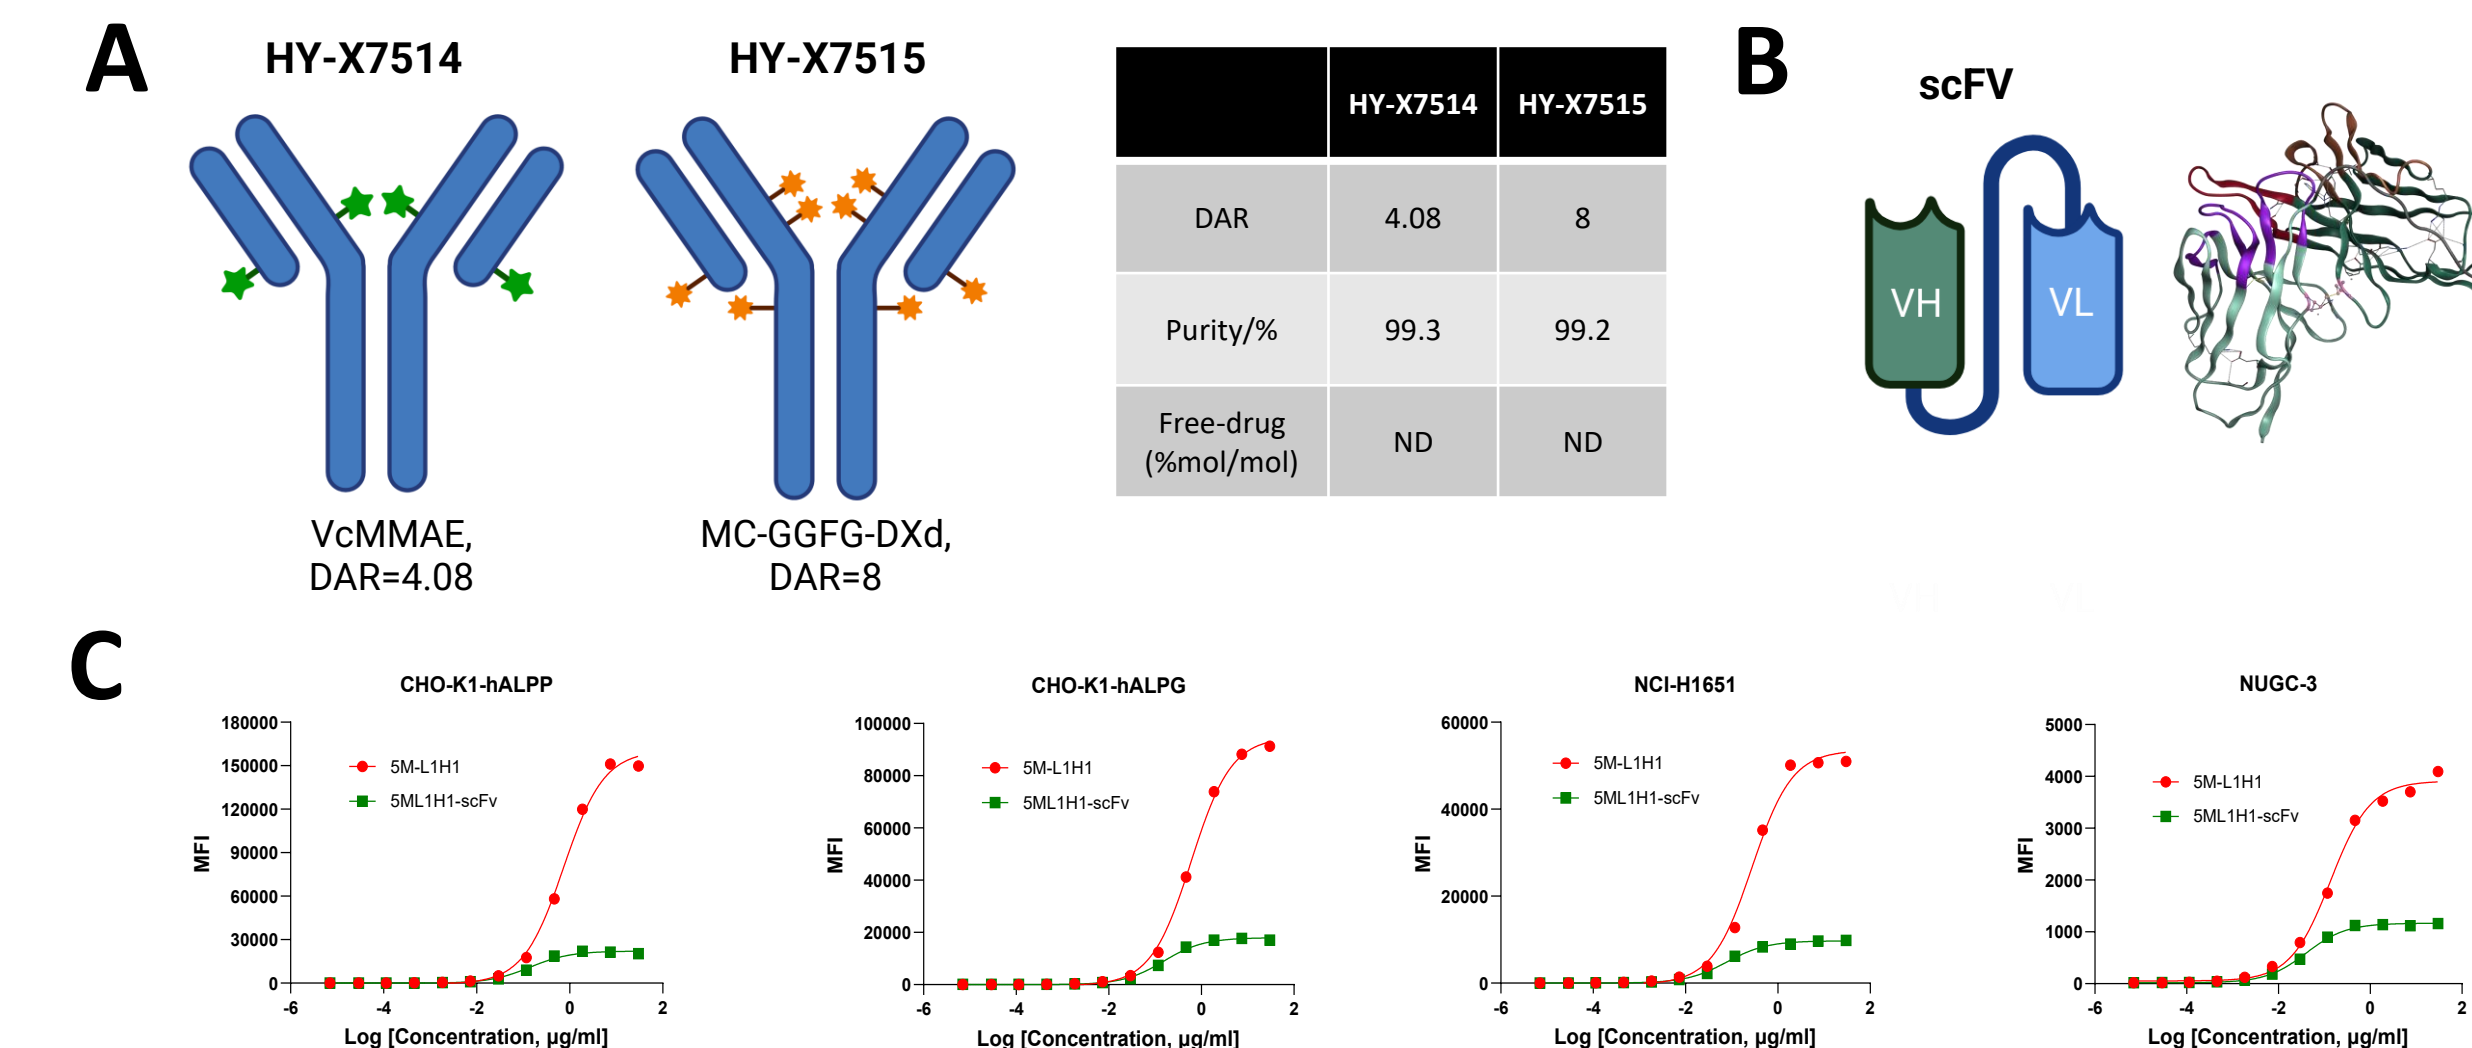 A
HY-X7514
HY-X7515
VcMMAE,
DAR=4.08
MC-GGFG-DXd,
DAR=8
HY-X7514 HY-X7515
DAR 4.08 8
Purity/% 99.3 99.2
Free-drug
(%mol/mol) ND ND
B
scFV
VH
VL
VH
VL
C
CHO-K1-hALPP
180000
150000
120000
90000
60000
30000
0
MFI
5M-L1H1
5ML1H1-scFv
-6 -4 -2 0 2
Log [Concentration, µg/ml]
CHO-K1-hALPG
100000
80000
60000
40000
20000
0
MFI
5M-L1H1
5ML1H1-scFv
-6 -4 -2 0 2
Log [Concentration, µg/ml]
NCI-H1651
60000
40000
20000
0
MFI
5M-L1H1
5ML1H1-scFv
-6 -4 -2 0 2
Log [Concentration, µg/ml]
NUGC-3
5000
4000
3000
2000
1000
0
MFI
5M-L1H1
5ML1H1-scFv
-6 -4 -2 0 2
Log [Concentration, µg/ml]